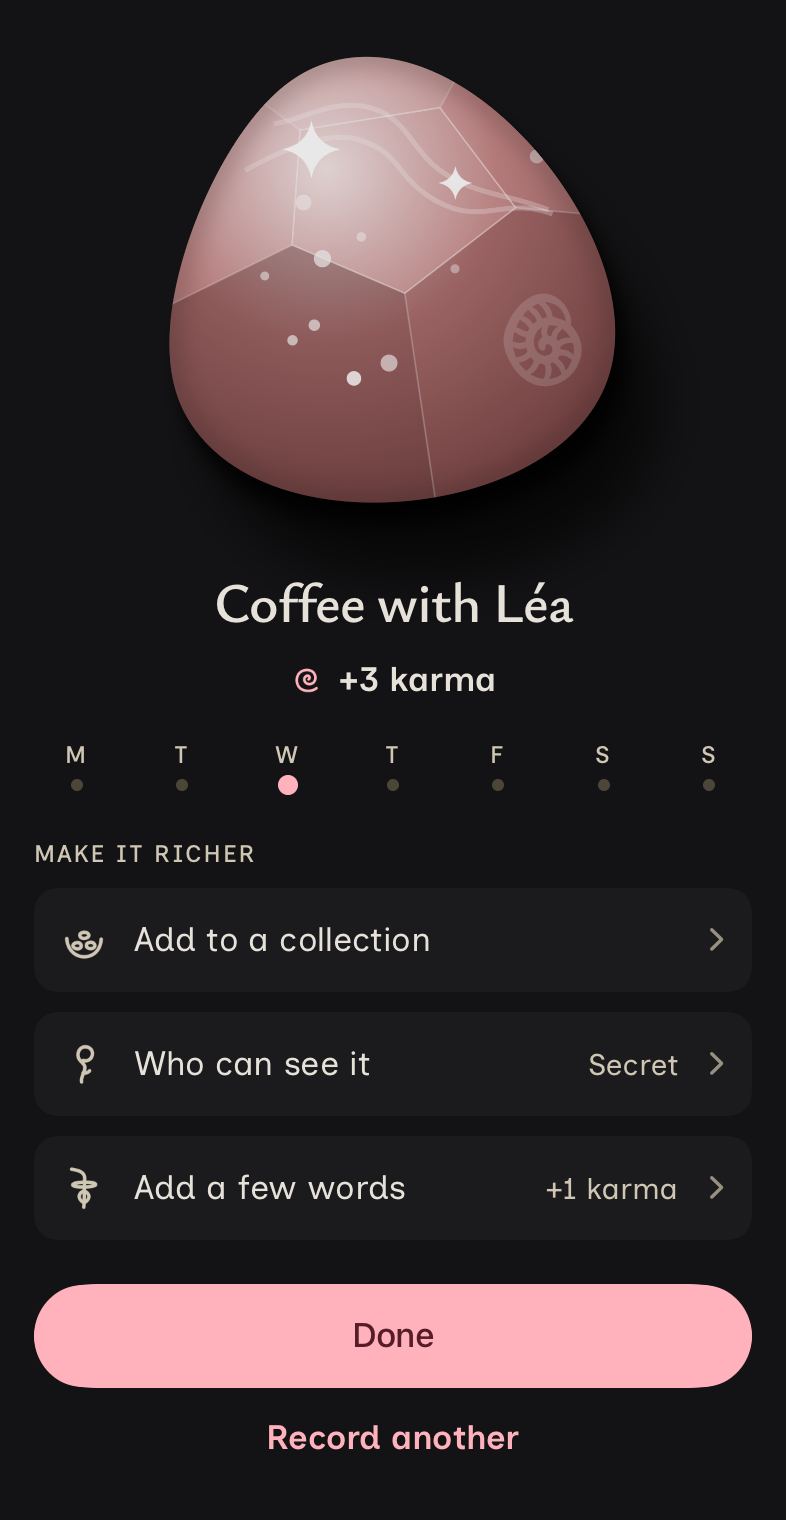 Coffee with Léa
+3 karma
M T W T F S S
MAKE IT RICHER
Add to a collection
Who can see it Secret
Add a few words +1 karma
Done
Record another